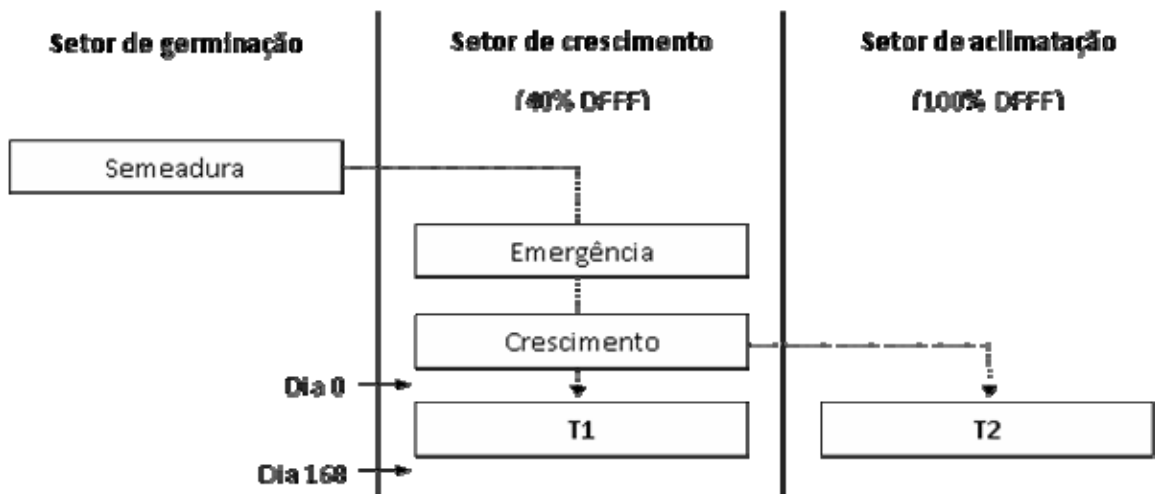 Setor de germinação
Setor de crescimento
(40% DFFF)
Setor de aclimatação
(100% DFFF)
Semeadura
Emergência
Crescimento
Dia 0
T1
T2
Dia 168